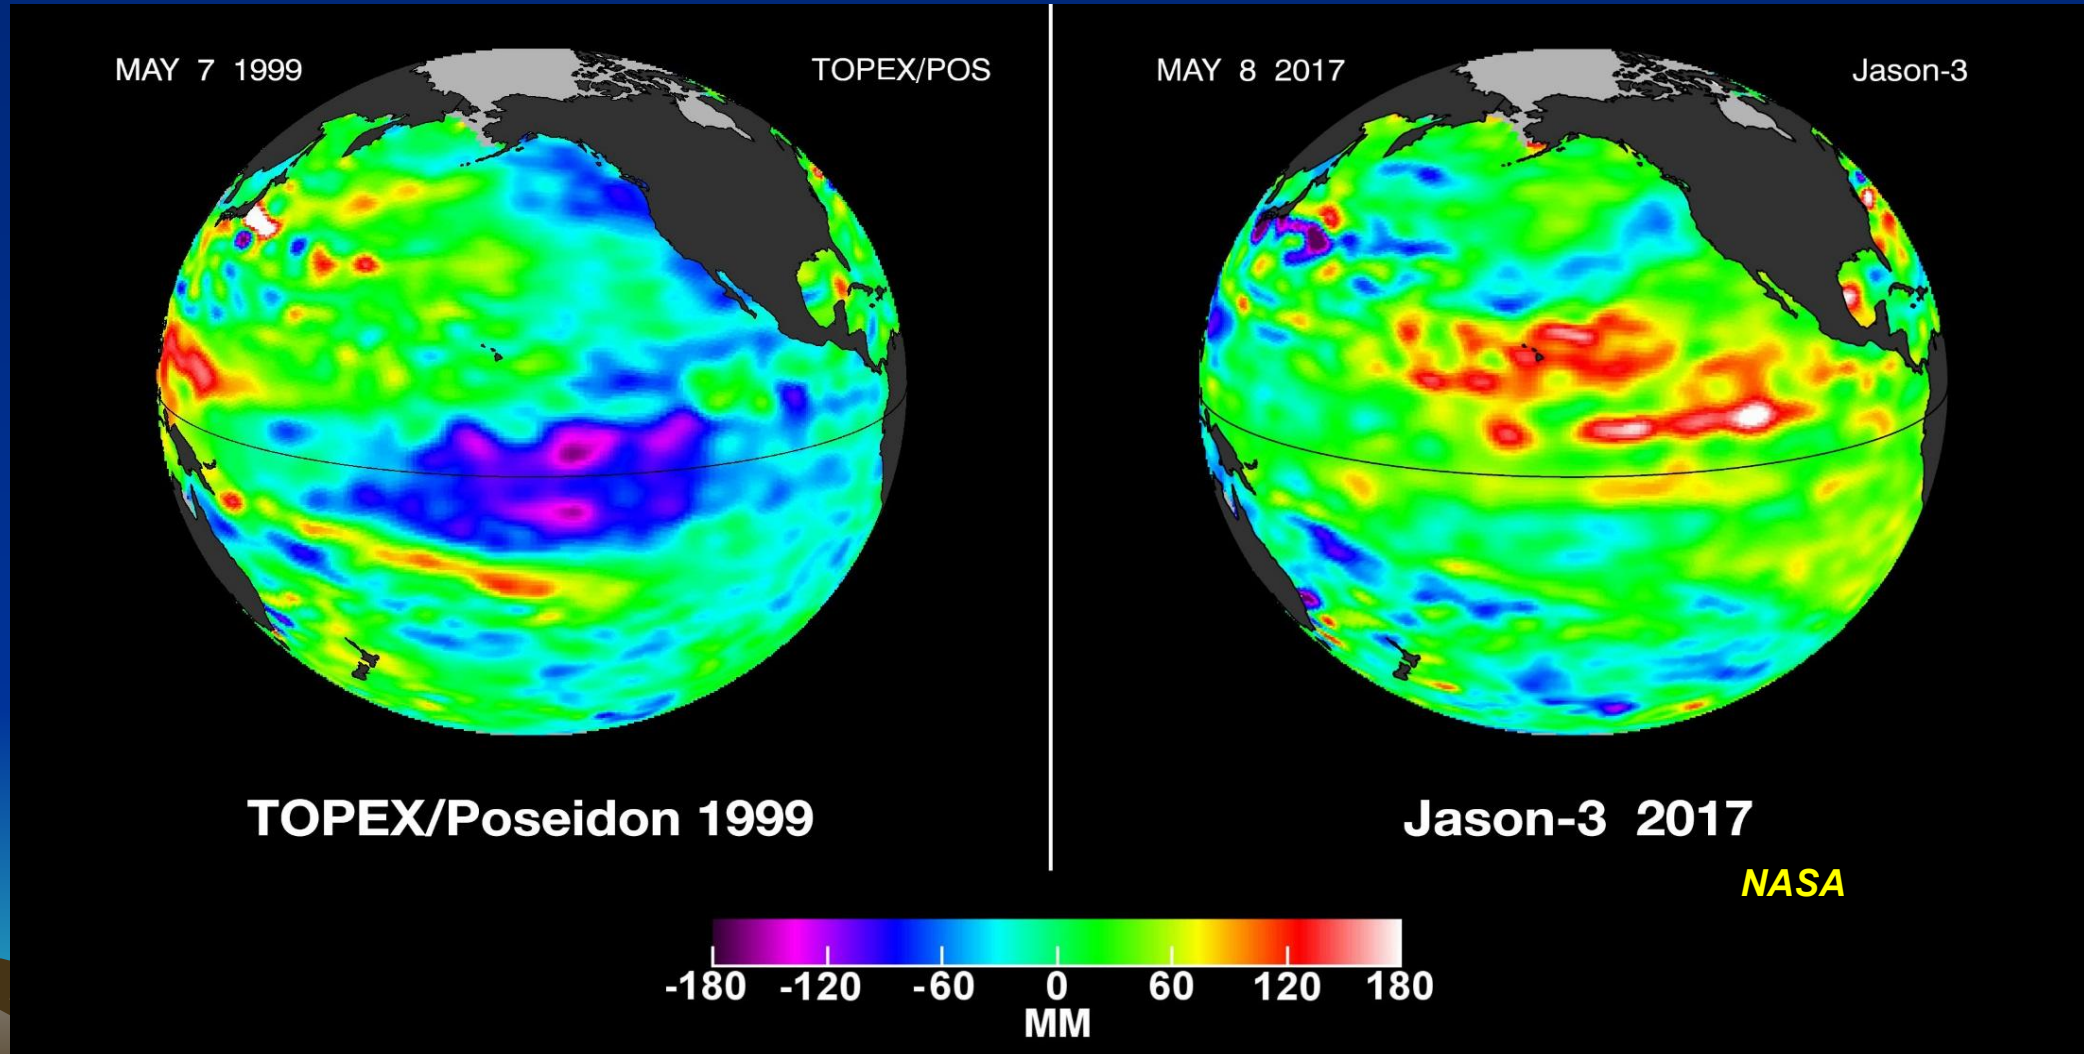 MAY 7 1999
TOPEX/POS
MAY 8 2017
Jason-3
TOPEX/Poseidon 1999
Jason-3 2017
NASA
-180 -120 -60 0 60 120 180
MM